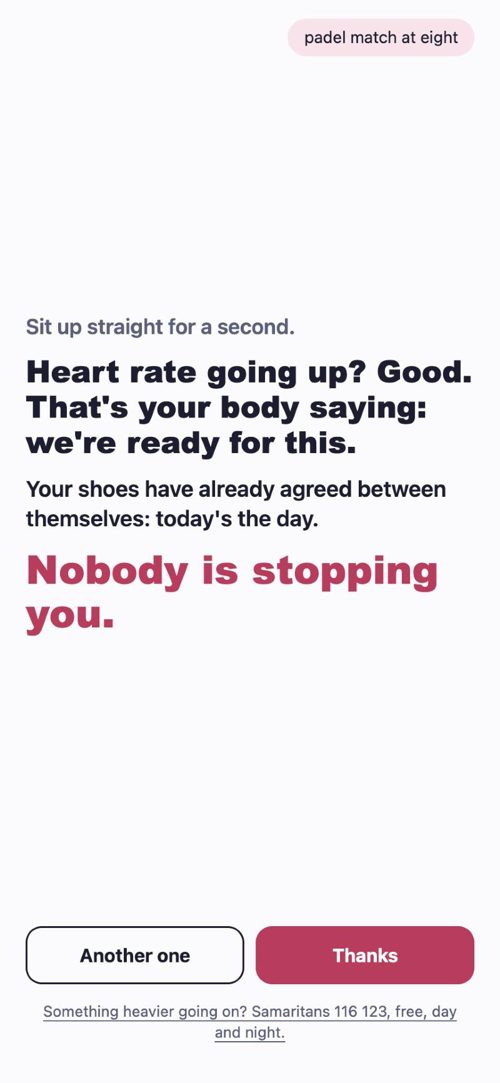 padel match at eight
Sit up straight for a second.
Heart rate going up? Good.
That's your body saying:
we're ready for this.
Your shoes have already agreed between
themselves: today's the day.
Nobody is stopping
you.
Another one
Thanks
Something heavier going on? Samaritans 116 123, free, day
and night.